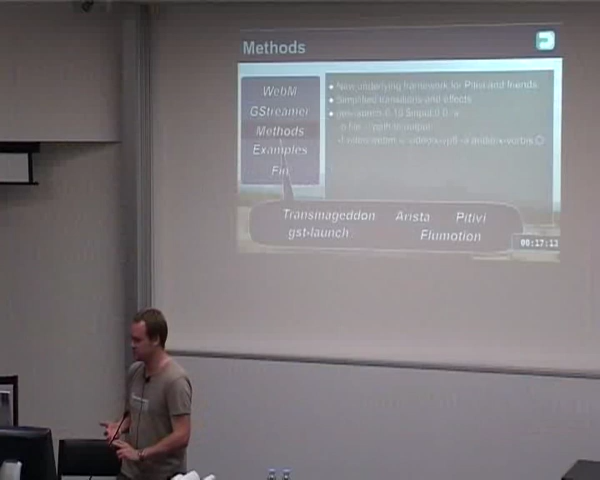 Methods
WebM
GStreamer
Methods
Examples
Fin
New underlying framework for Pitivi and friends
Simplified transitions and effects
Transmageddon Arista Pitivi
gst-launch Flumotion
00:17:13